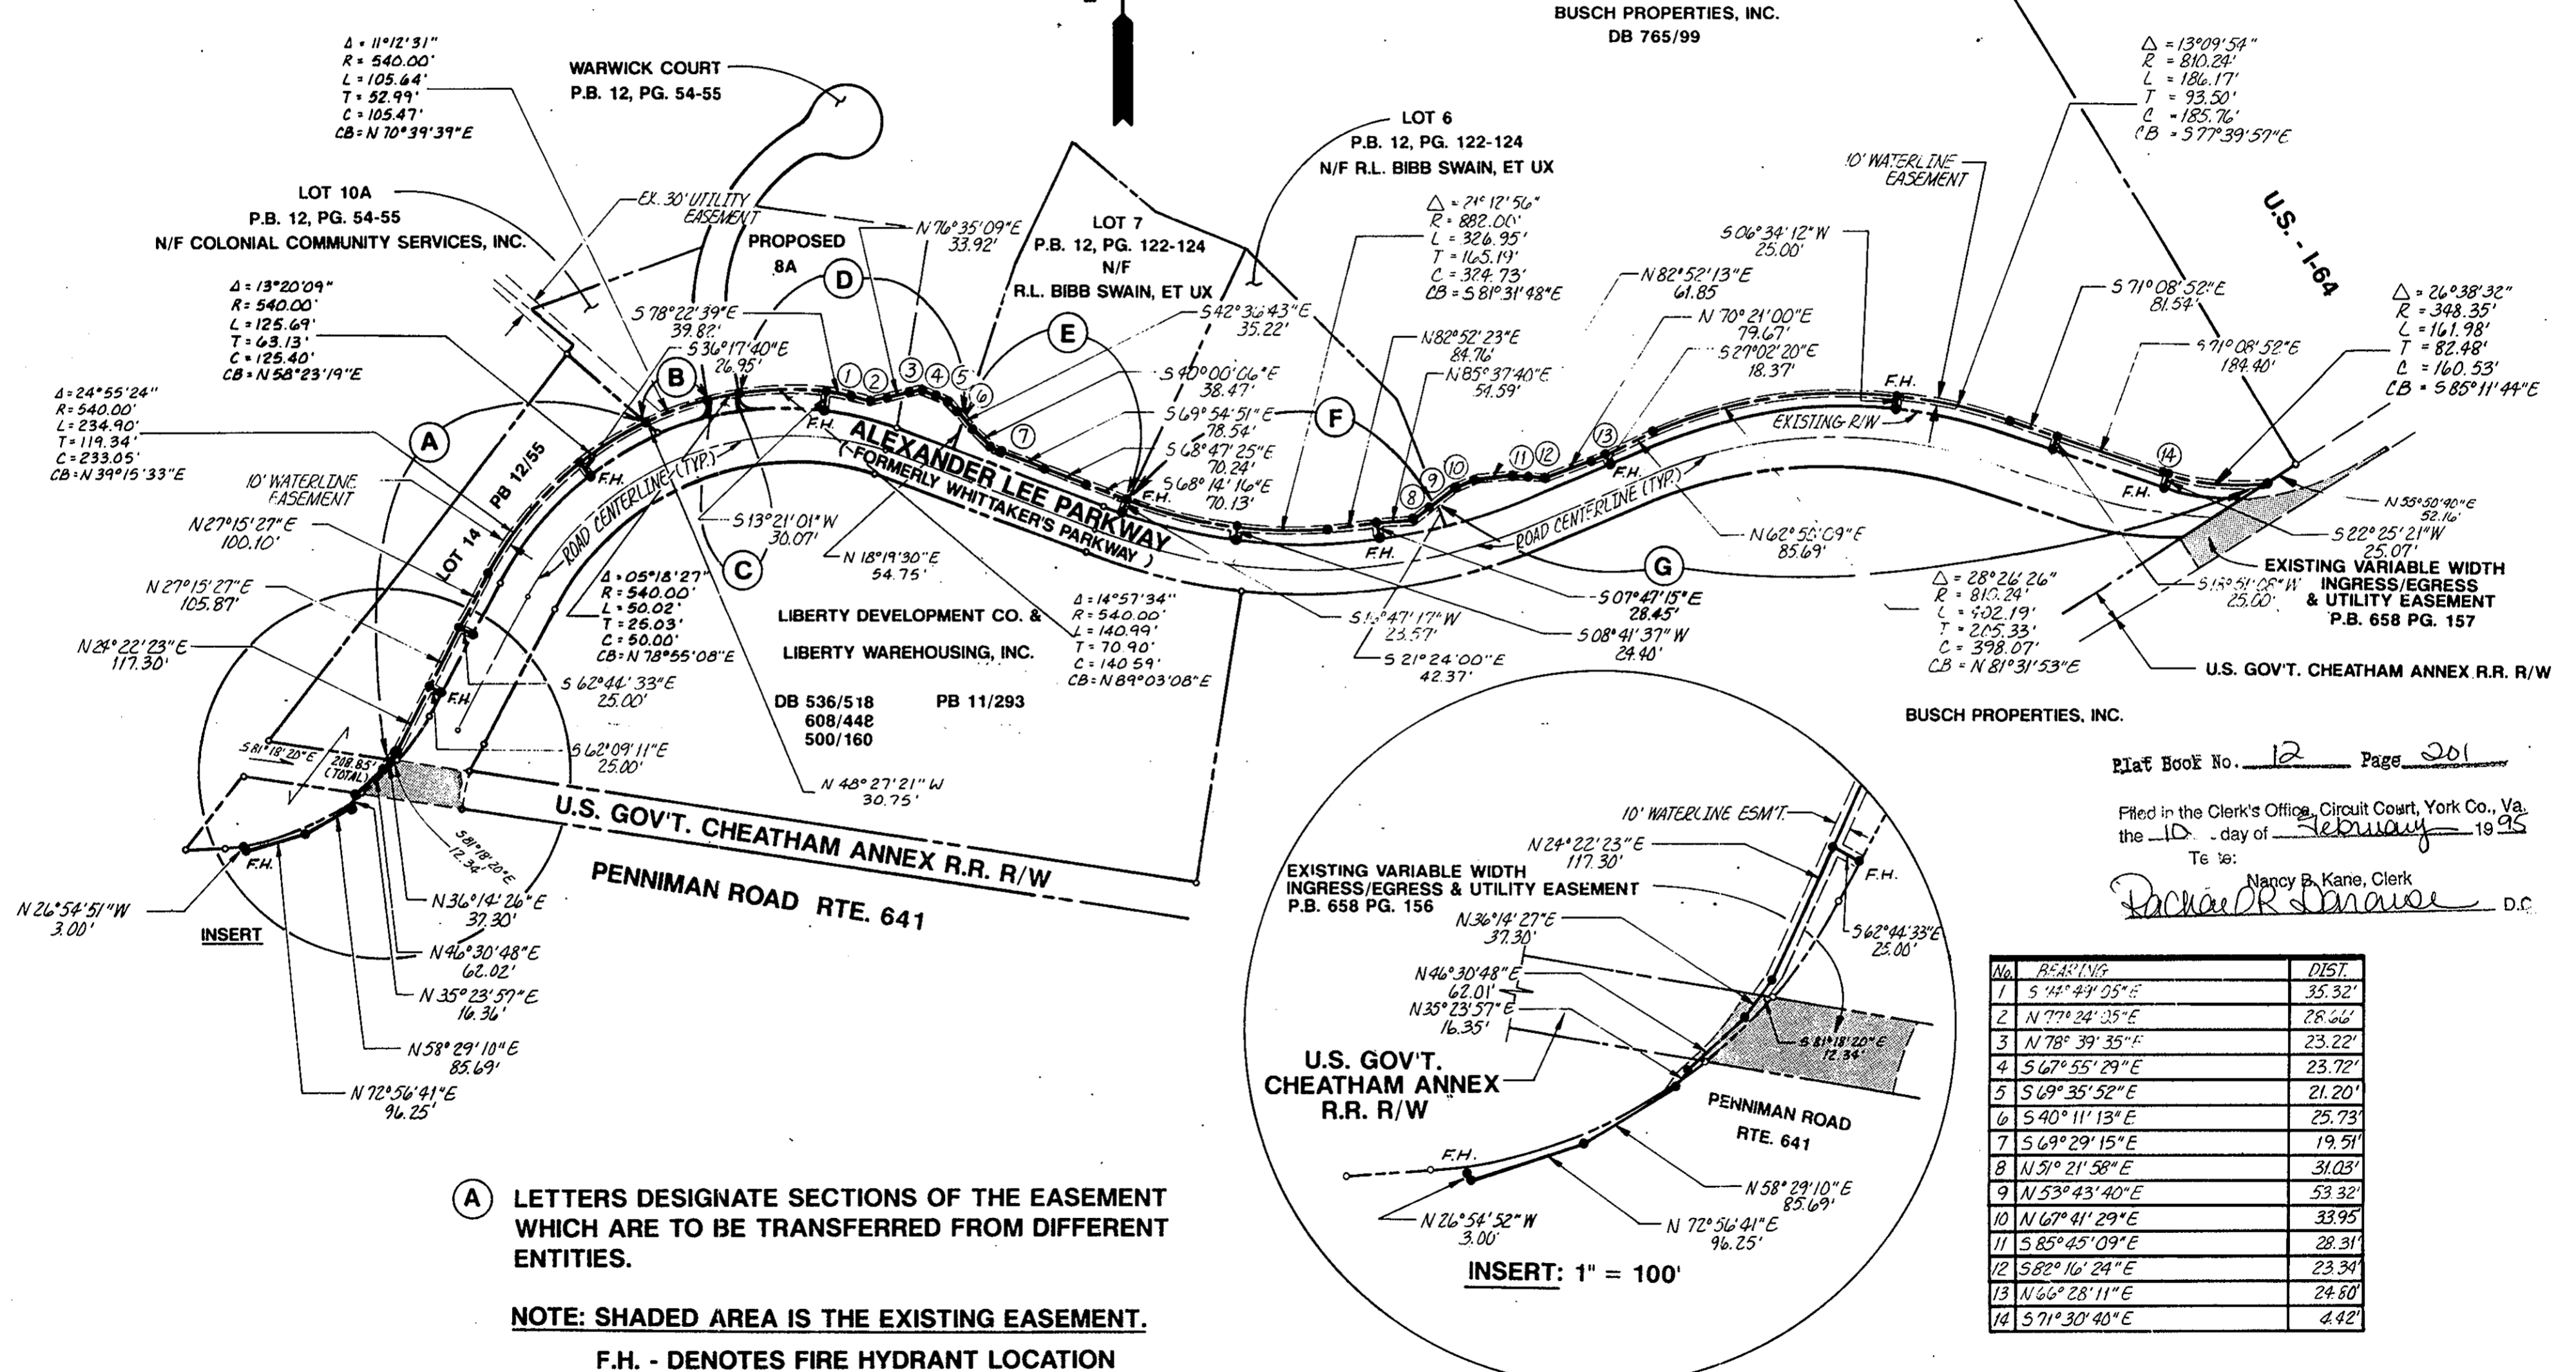 BUSCH PROPERTIES, INC.
DB 765/99
Δ = 11°12'31"
R = 540.00'
L = 105.64'
T = 52.99'
C = 105.47'
CB = N 70°39'39"E
WARWICK COURT
P.B. 12, PG. 54-55
Δ = 13°09'54"
R = 810.24'
L = 186.17'
T = 93.50'
C = 185.76'
CB = S77°39'57"E
LOT 6
P.B. 12, PG. 122-124
N/F R.L. BIBB SWAIN, ET UX
10' WATERLINE
EASEMENT
U.S. - I-64
LOT 10A
P.B. 12, PG. 54-55
N/F COLONIAL COMMUNITY SERVICES, INC.
EX. 30' UTILITY
EASEMENT
PROPOSED
8A
N 76°35'09"E
33.92'
LOT 7
P.B. 12, PG. 122-124
N/F
R.L. BIBB SWAIN, ET UX
Δ = 21°12'56"
R = 882.00'
L = 326.95'
T = 165.19'
C = 324.73'
CB = S 81°31'48"E
S 06°34'12"W
25.00'
N 82°52'13"E
61.85
N 70°21'00"E
79.67'
S 27°02'20"E
18.37'
S 71°08'52"E
81.54'
S 71°08'52"E
184.40'
Δ = 26°38'32"
R = 348.35'
L = 161.98'
T = 82.48'
C = 160.53'
CB = S 85°11'44"E
Δ = 13°20'09"
R = 540.00'
L = 125.69'
T = 63.13'
C = 125.40'
CB = N 58°23'19"E
S 78°22'39"E
39.82'
S 36°17'40"E
26.95'
D
E
B
S 42°36'43"E
35.22'
S 40°00'06"E
38.47'
S 69°54'51"E
78.54'
S 68°47'25"E
70.24'
S 68°14'16"E
70.13'
N82°52'23"E
84.76'
N 85°37'40"E
54.59'
F
1
2
3
4
5
6
7
8
9
10
11
12
13
14
Δ = 24°55'24"
R = 540.00'
L = 234.90'
T = 119.34'
C = 233.05'
CB = N 39°15'33"E
A
10' WATERLINE
EASEMENT
LOT 14 PB 12/55
F.H.
F.H.
F.H.
F.H.
F.H.
F.H.
F.H.
F.H.
F.H.
ROAD CENTERLINE (TYP.)
ALEXANDER LEE PARKWAY
(FORMERLY WHITTAKER'S PARKWAY)
ROAD CENTERLINE (TYP.)
EXISTING R/W
N 27°15'27"E
100.10'
N 27°15'27"E
105.87'
N 24°22'23"E
117.30'
S 13°21'01"W
30.07'
C
N 18°19'30"E
54.75'
Δ = 05°18'27"
R = 540.00'
L = 50.02'
T = 25.03'
C = 50.00'
CB = N 78°55'08"E
Δ = 14°57'34"
R = 540.00'
L = 140.99'
T = 70.90'
C = 140.59'
CB = N 89°03'08"E
LIBERTY DEVELOPMENT CO. &
LIBERTY WAREHOUSING, INC.
DB 536/518 PB 11/293
608/448
500/160
23.57'
S 21°24'00"E
42.37'
S 07°47'15"E
28.45'
S 08°41'37"W
24.40'
G
N 62°55'09"E
85.69'
Δ = 28°26'26"
R = 810.24'
L = 402.19'
T = 205.33'
C = 398.07'
CB = N 81°31'53"E
25.00'
N 55°50'40"E
52.16'
S 22°25'21"W
25.07'
EXISTING VARIABLE WIDTH
INGRESS/EGRESS
& UTILITY EASEMENT
P.B. 658 PG. 157
U.S. GOV'T. CHEATHAM ANNEX R.R. R/W
BUSCH PROPERTIES, INC.
S 62°44'33"E
25.00'
S 62°09'11"E
25.00'
N 48°27'21"W
30.75'
S 81°18'20"E
208.85'
(TOTAL)
S 81°18'20"E
12.34'
U.S. GOV'T. CHEATHAM ANNEX R.R. R/W
PENNIMAN ROAD RTE. 641
F.H.
N 26°54'51"W
3.00'
INSERT
N 36°14'26"E
37.30'
N 46°30'48"E
62.02'
N 35°23'57"E
16.36'
N 58°29'10"E
85.69'
N 72°56'41"E
96.25'
Plat Book No. 12 Page 201
Filed in the Clerk's Office, Circuit Court, York Co., Va.
the 10 day of February 1995
Nancy B. Kane, Clerk
D.C.
10' WATERLINE ESM'T.
N 24°22'23"E
117.30'
EXISTING VARIABLE WIDTH
INGRESS/EGRESS & UTILITY EASEMENT
P.B. 658 PG. 156
N36°14'27"E
37.30'
N46°30'48"E
62.01'
N35°23'57"E
16.35'
F.H.
S 62°44'33"E
25.00'
S 81°18'20"E
12.34'
U.S. GOV'T.
CHEATHAM ANNEX
R.R. R/W
PENNIMAN ROAD
RTE. 641
F.H.
N 58°29'10"E
85.69'
N 26°54'52"W
3.00'
N 72°56'41"E
96.25'
INSERT: 1" = 100'
No. BEARING DIST.
1 35.32'
2 N 77°24'05"E 28.66'
3 N 78°39'35"E 23.22'
4 S 67°55'29"E 23.72'
5 S 69°35'52"E 21.20'
6 S 40°11'13"E 25.73'
7 S 69°29'15"E 19.51'
8 N 51°21'58"E 31.03'
9 N 53°43'40"E 53.32'
10 N 67°41'29"E 33.95'
11 S 85°45'09"E 28.31'
12 S 82°16'24"E 23.34'
13 N 66°28'11"E 24.80'
14 S 71°30'40"E 4.42'
A LETTERS DESIGNATE SECTIONS OF THE EASEMENT
WHICH ARE TO BE TRANSFERRED FROM DIFFERENT
ENTITIES.
NOTE: SHADED AREA IS THE EXISTING EASEMENT.
F.H. - DENOTES FIRE HYDRANT LOCATION